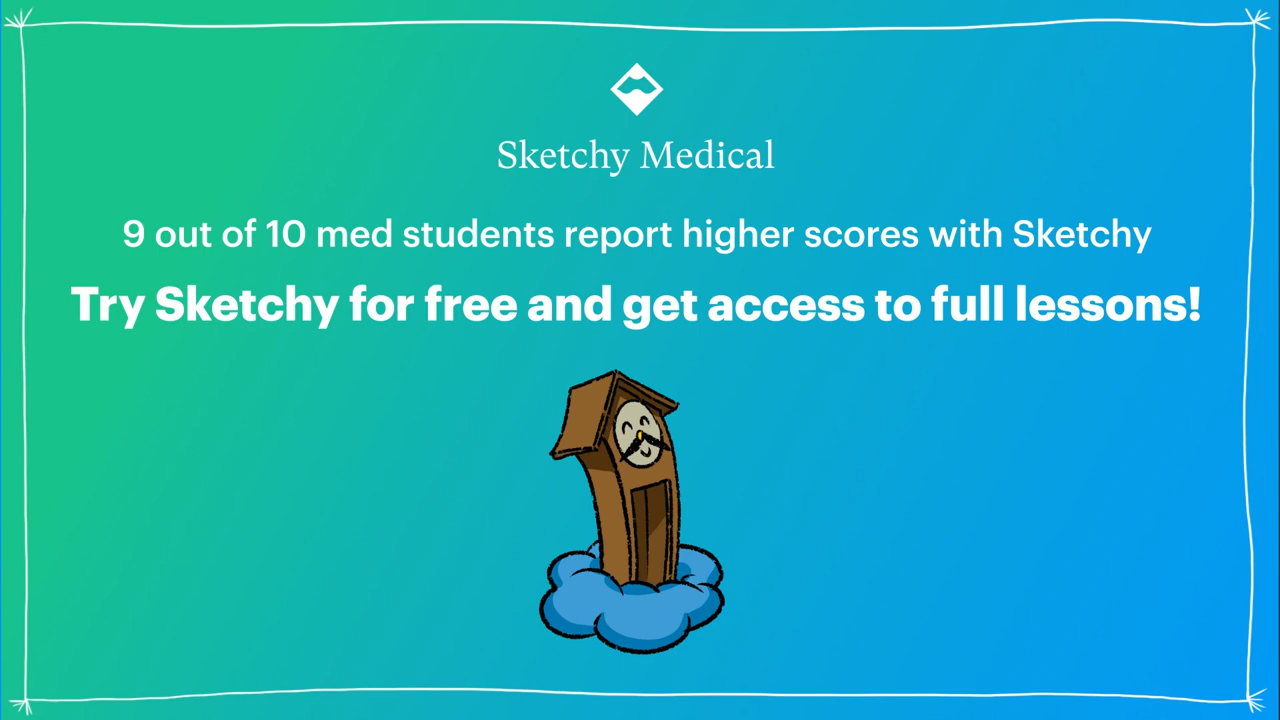 Sketchy Medical
9 out of 10 med students report higher scores with Sketchy
Try Sketchy for free and get access to full lessons!